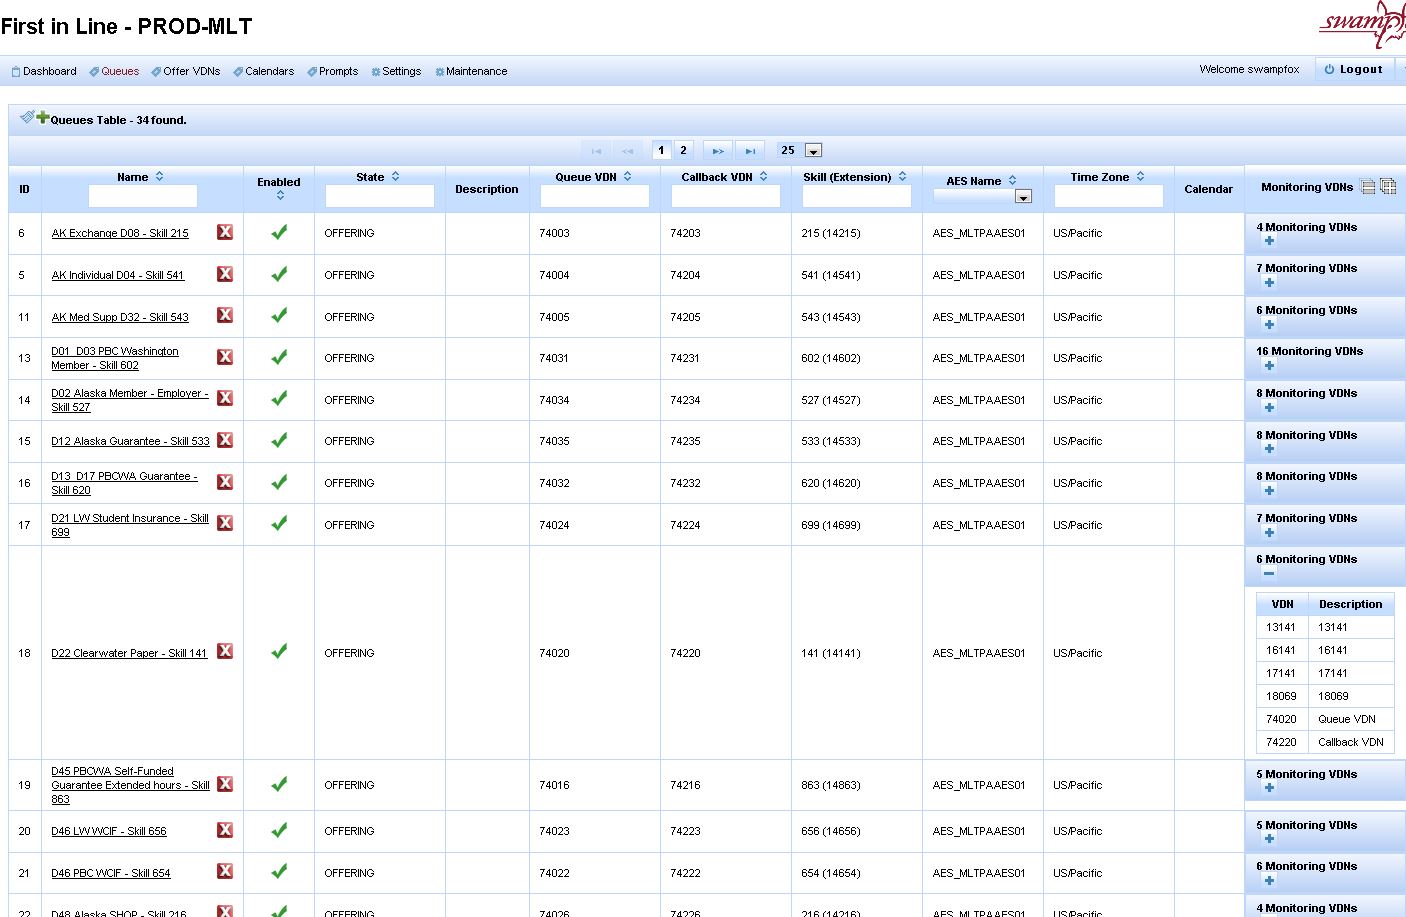 First in Line - PROD-MLT
swampf
Dashboard Queues Offer VDNs Calendars Prompts Settings Maintenance Welcome swampfox Logout
Queues Table - 34 found.
1 2 25
ID Name Enabled State Description Queue VDN Callback VDN Skill (Extension) AES Name Time Zone Calendar Monitoring VDNs
6 AK Exchange D08 - Skill 215 OFFERING 74003 74203 215 (14215) AES_MLTPAAES01 US/Pacific 4 Monitoring VDNs
5 AK Individual D04 - Skill 541 OFFERING 74004 74204 541 (14541) AES_MLTPAAES01 US/Pacific 7 Monitoring VDNs
11 AK Med Supp D32 - Skill 543 OFFERING 74005 74205 543 (14543) AES_MLTPAAES01 US/Pacific 6 Monitoring VDNs
13 D01_D03 PBC Washington
Member - Skill 602 OFFERING 74031 74231 602 (14602) AES_MLTPAAES01 US/Pacific 16 Monitoring VDNs
14 D02 Alaska Member - Employer -
Skill 527 OFFERING 74034 74234 527 (14527) AES_MLTPAAES01 US/Pacific 8 Monitoring VDNs
15 D12 Alaska Guarantee - Skill 533 OFFERING 74035 74235 533 (14533) AES_MLTPAAES01 US/Pacific 8 Monitoring VDNs
16 D13_D17 PBCWA Guarantee -
Skill 620 OFFERING 74032 74232 620 (14620) AES_MLTPAAES01 US/Pacific 8 Monitoring VDNs
17 D21 LW Student Insurance - Skill
699 OFFERING 74024 74224 699 (14699) AES_MLTPAAES01 US/Pacific 7 Monitoring VDNs
18 D22 Clearwater Paper - Skill 141 OFFERING 74020 74220 141 (14141) AES_MLTPAAES01 US/Pacific 6 Monitoring VDNs
VDN Description
13141 13141
16141 16141
17141 17141
18069 18069
74020 Queue VDN
74220 Callback VDN
19 D45 PBCWA Self-Funded
Guarantee Extended hours - Skill
863 OFFERING 74016 74216 863 (14863) AES_MLTPAAES01 US/Pacific 5 Monitoring VDNs
20 D46 LW WCIF - Skill 656 OFFERING 74023 74223 656 (14656) AES_MLTPAAES01 US/Pacific 5 Monitoring VDNs
21 D46 PBC WCIF - Skill 654 OFFERING 74022 74222 654 (14654) AES_MLTPAAES01 US/Pacific 6 Monitoring VDNs
22 D48 Alaska SHOP - Skill 216 OFFERING 74026 74226 216 (14216) AES_MLTPAAES01 US/Pacific 4 Monitoring VDNs